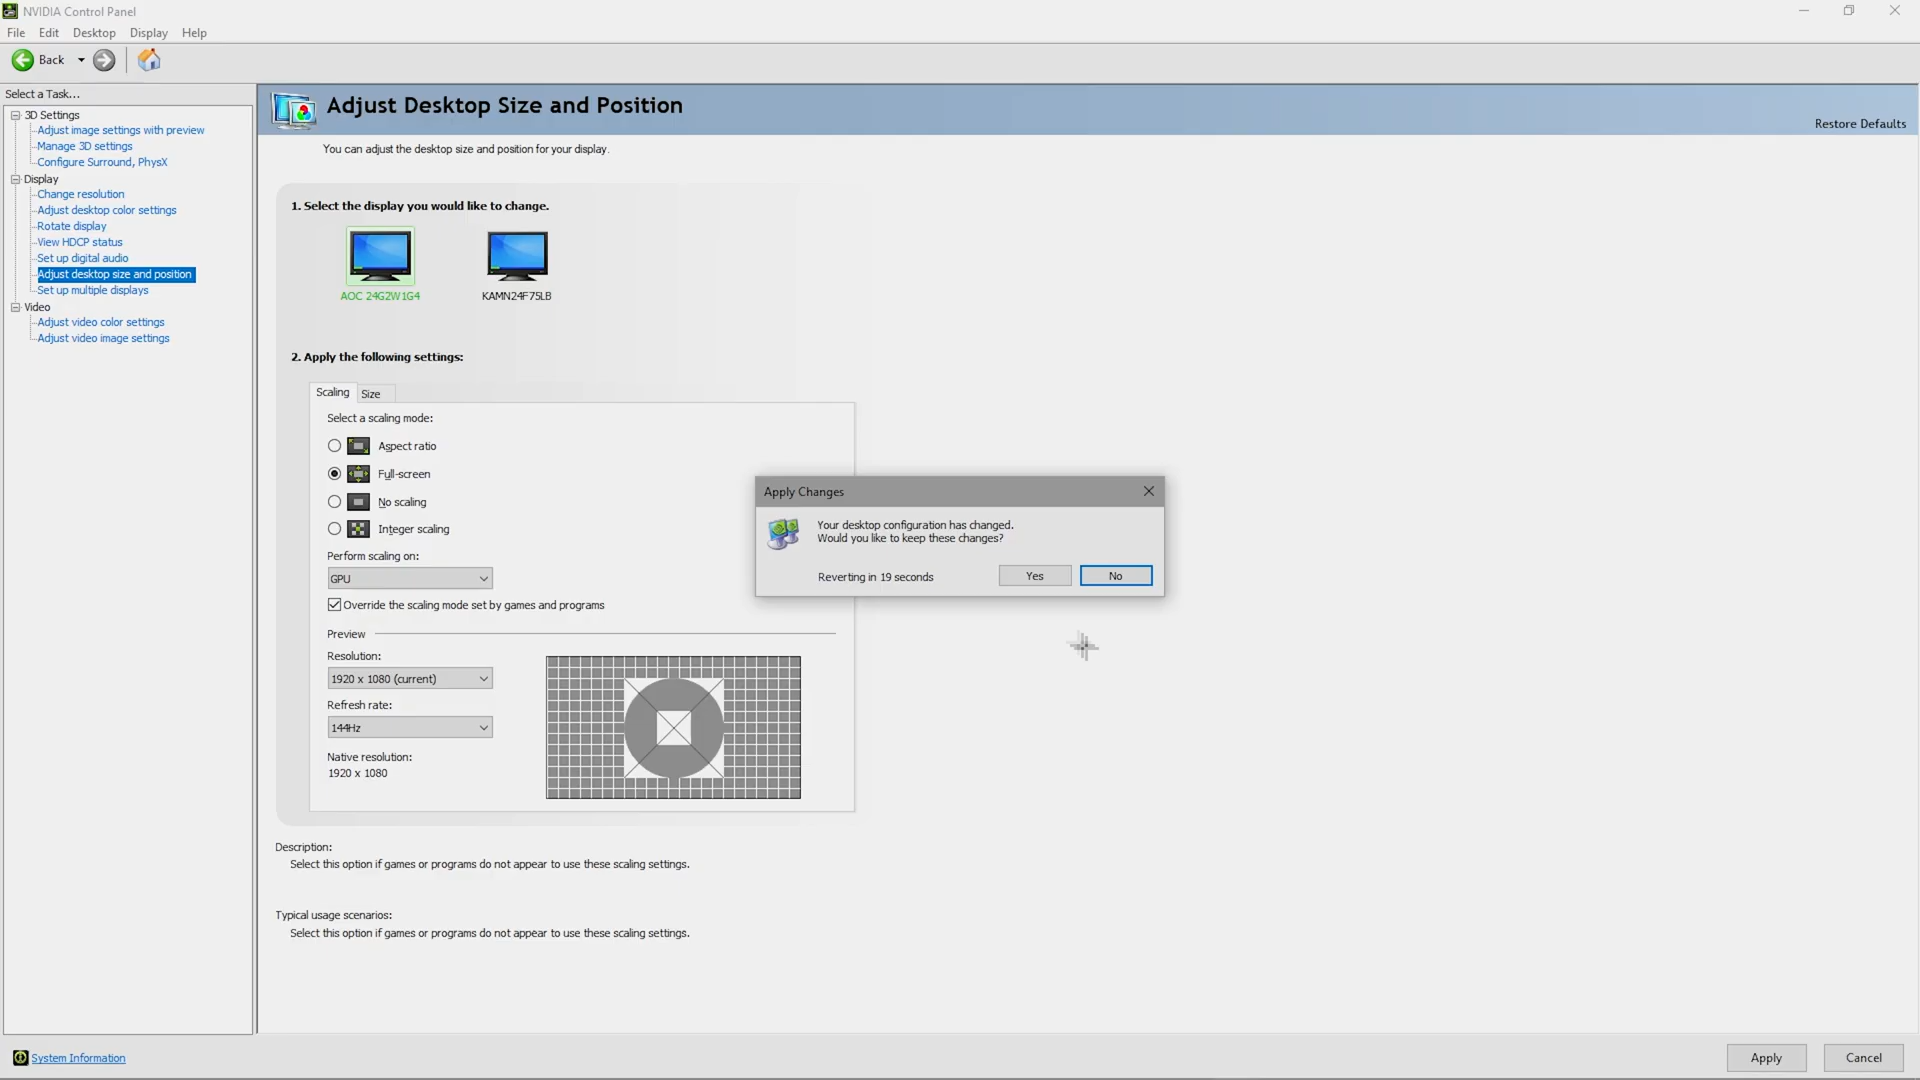 NVIDIA Control Panel
File Edit Desktop Display Help
Back
Select a Task...
3D Settings
Adjust image settings with preview
Manage 3D settings
Configure Surround, PhysX
Display
Change resolution
Adjust desktop color settings
Rotate display
View HDCP status
Set up digital audio
Adjust desktop size and position
Set up multiple displays
Video
Adjust video color settings
Adjust video image settings
System Information
Adjust Desktop Size and Position
Restore Defaults
You can adjust the desktop size and position for your display.
1. Select the display you would like to change.
AOC 24G2W1G4 KAMN24F75LB
2. Apply the following settings:
Scaling Size
Select a scaling mode:
Aspect ratio
Full-screen
No scaling
Integer scaling
Perform scaling on:
GPU
Override the scaling mode set by games and programs
Preview
Resolution:
1920 x 1080 (current)
Refresh rate:
144Hz
Native resolution:
1920 x 1080
Apply Changes
Your desktop configuration has changed.
Would you like to keep these changes?
Reverting in 19 seconds Yes No
Description:
Select this option if games or programs do not appear to use these scaling settings.
Typical usage scenarios:
Select this option if games or programs do not appear to use these scaling settings.
Apply Cancel